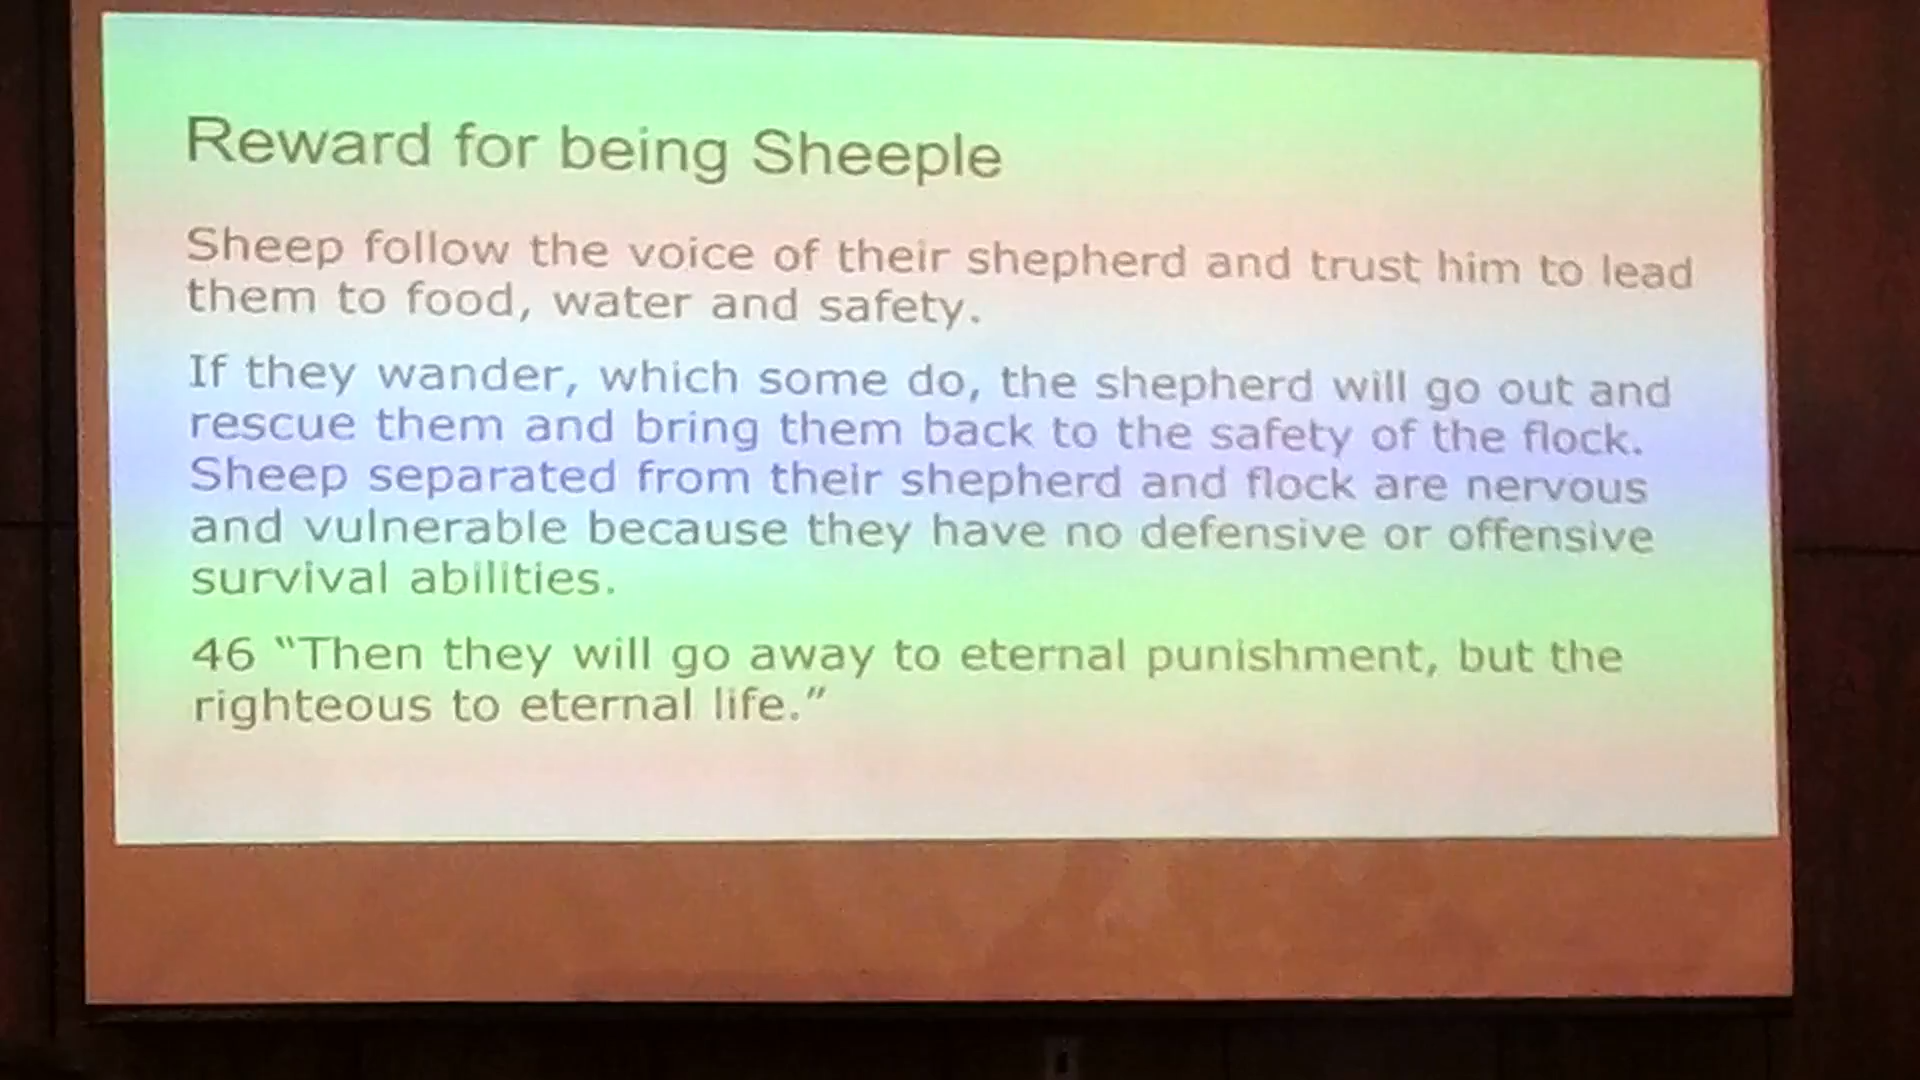 Reward for being Sheeple
Sheep follow the voice of their shepherd and trust him to lead
them to food, water and safety.
If they wander, which some do, the shepherd will go out and
rescue them and bring them back to the safety of the flock.
Sheep separated from their shepherd and flock are nervous
and vulnerable because they have no defensive or offensive
survival abilities.
46 “Then they will go away to eternal punishment, but the
righteous to eternal life.”